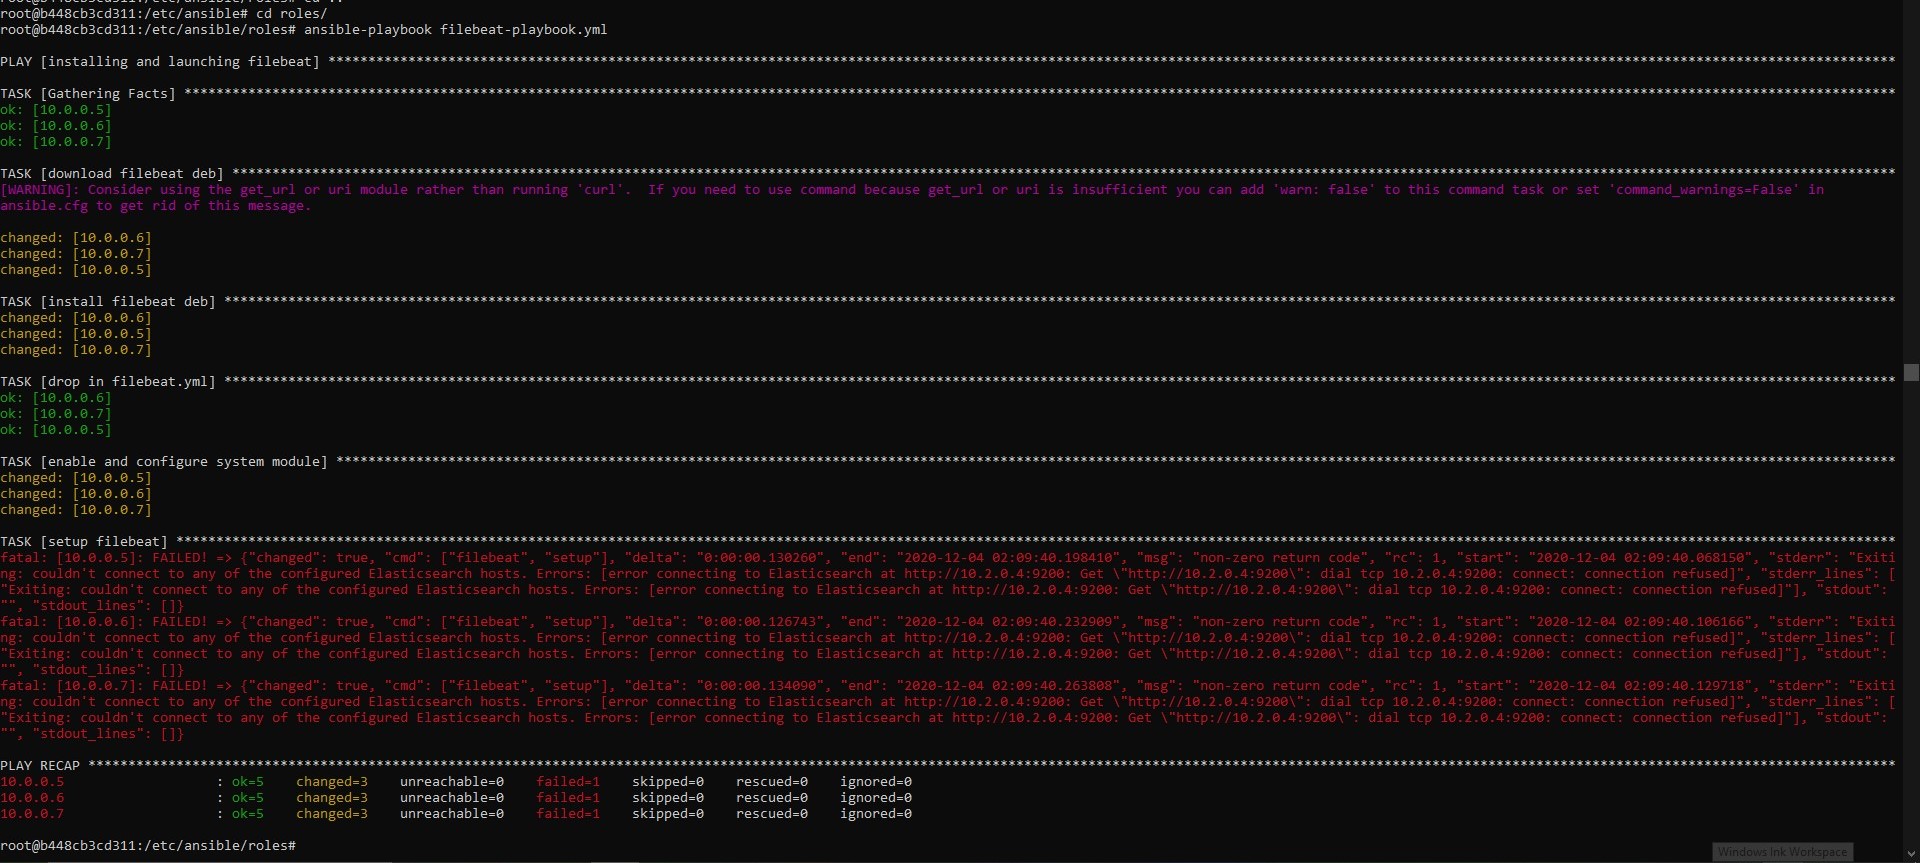 root@b448cb3cd311:/etc/ansible# cd roles/
root@b448cb3cd311:/etc/ansible/roles# ansible-playbook filebeat-playbook.yml
PLAY [installing and launching filebeat] ****************************************************************************************************************************************************************************************************
TASK [Gathering Facts] **********************************************************************************************************************************************************************************************************************
ok: [10.0.0.5]
ok: [10.0.0.6]
ok: [10.0.0.7]
TASK [download filebeat deb] ****************************************************************************************************************************************************************************************************************
[WARNING]: Consider using the get_url or uri module rather than running 'curl'.  If you need to use command because get_url or uri is insufficient you can add 'warn: false' to this command task or set 'command_warnings=False' in
ansible.cfg to get rid of this message.
changed: [10.0.0.6]
changed: [10.0.0.7]
changed: [10.0.0.5]
TASK [install filebeat deb] *****************************************************************************************************************************************************************************************************************
changed: [10.0.0.6]
changed: [10.0.0.5]
changed: [10.0.0.7]
TASK [drop in filebeat.yml] *****************************************************************************************************************************************************************************************************************
ok: [10.0.0.6]
ok: [10.0.0.7]
ok: [10.0.0.5]
TASK [enable and configure system module] ***************************************************************************************************************************************************************************************************
changed: [10.0.0.5]
changed: [10.0.0.6]
changed: [10.0.0.7]
TASK [setup filebeat] ***********************************************************************************************************************************************************************************************************************
fatal: [10.0.0.5]: FAILED! => {"changed": true, "cmd": ["filebeat", "setup"], "delta": "0:00:00.130260", "end": "2020-12-04 02:09:40.198410", "msg": "non-zero return code", "rc": 1, "start": "2020-12-04 02:09:40.068150", "stderr": "Exiti
ng: couldn't connect to any of the configured Elasticsearch hosts. Errors: [error connecting to Elasticsearch at http://10.2.0.4:9200: Get \"http://10.2.0.4:9200\": dial tcp 10.2.0.4:9200: connect: connection refused]", "stderr_lines": [
"Exiting: couldn't connect to any of the configured Elasticsearch hosts. Errors: [error connecting to Elasticsearch at http://10.2.0.4:9200: Get \"http://10.2.0.4:9200\": dial tcp 10.2.0.4:9200: connect: connection refused]"], "stdout":
"", "stdout_lines": []}
fatal: [10.0.0.6]: FAILED! => {"changed": true, "cmd": ["filebeat", "setup"], "delta": "0:00:00.126743", "end": "2020-12-04 02:09:40.232909", "msg": "non-zero return code", "rc": 1, "start": "2020-12-04 02:09:40.106166", "stderr": "Exiti
ng: couldn't connect to any of the configured Elasticsearch hosts. Errors: [error connecting to Elasticsearch at http://10.2.0.4:9200: Get \"http://10.2.0.4:9200\": dial tcp 10.2.0.4:9200: connect: connection refused]", "stderr_lines": [
"Exiting: couldn't connect to any of the configured Elasticsearch hosts. Errors: [error connecting to Elasticsearch at http://10.2.0.4:9200: Get \"http://10.2.0.4:9200\": dial tcp 10.2.0.4:9200: connect: connection refused]"], "stdout":
"", "stdout_lines": []}
fatal: [10.0.0.7]: FAILED! => {"changed": true, "cmd": ["filebeat", "setup"], "delta": "0:00:00.134090", "end": "2020-12-04 02:09:40.263808", "msg": "non-zero return code", "rc": 1, "start": "2020-12-04 02:09:40.129718", "stderr": "Exiti
ng: couldn't connect to any of the configured Elasticsearch hosts. Errors: [error connecting to Elasticsearch at http://10.2.0.4:9200: Get \"http://10.2.0.4:9200\": dial tcp 10.2.0.4:9200: connect: connection refused]", "stderr_lines": [
"Exiting: couldn't connect to any of the configured Elasticsearch hosts. Errors: [error connecting to Elasticsearch at http://10.2.0.4:9200: Get \"http://10.2.0.4:9200\": dial tcp 10.2.0.4:9200: connect: connection refused]"], "stdout":
"", "stdout_lines": []}
PLAY RECAP **********************************************************************************************************************************************************************************************************************************
10.0.0.5                   : ok=5    changed=3    unreachable=0    failed=1    skipped=0    rescued=0    ignored=0
10.0.0.6                   : ok=5    changed=3    unreachable=0    failed=1    skipped=0    rescued=0    ignored=0
10.0.0.7                   : ok=5    changed=3    unreachable=0    failed=1    skipped=0    rescued=0    ignored=0
root@b448cb3cd311:/etc/ansible/roles#
Windows Ink Workspace